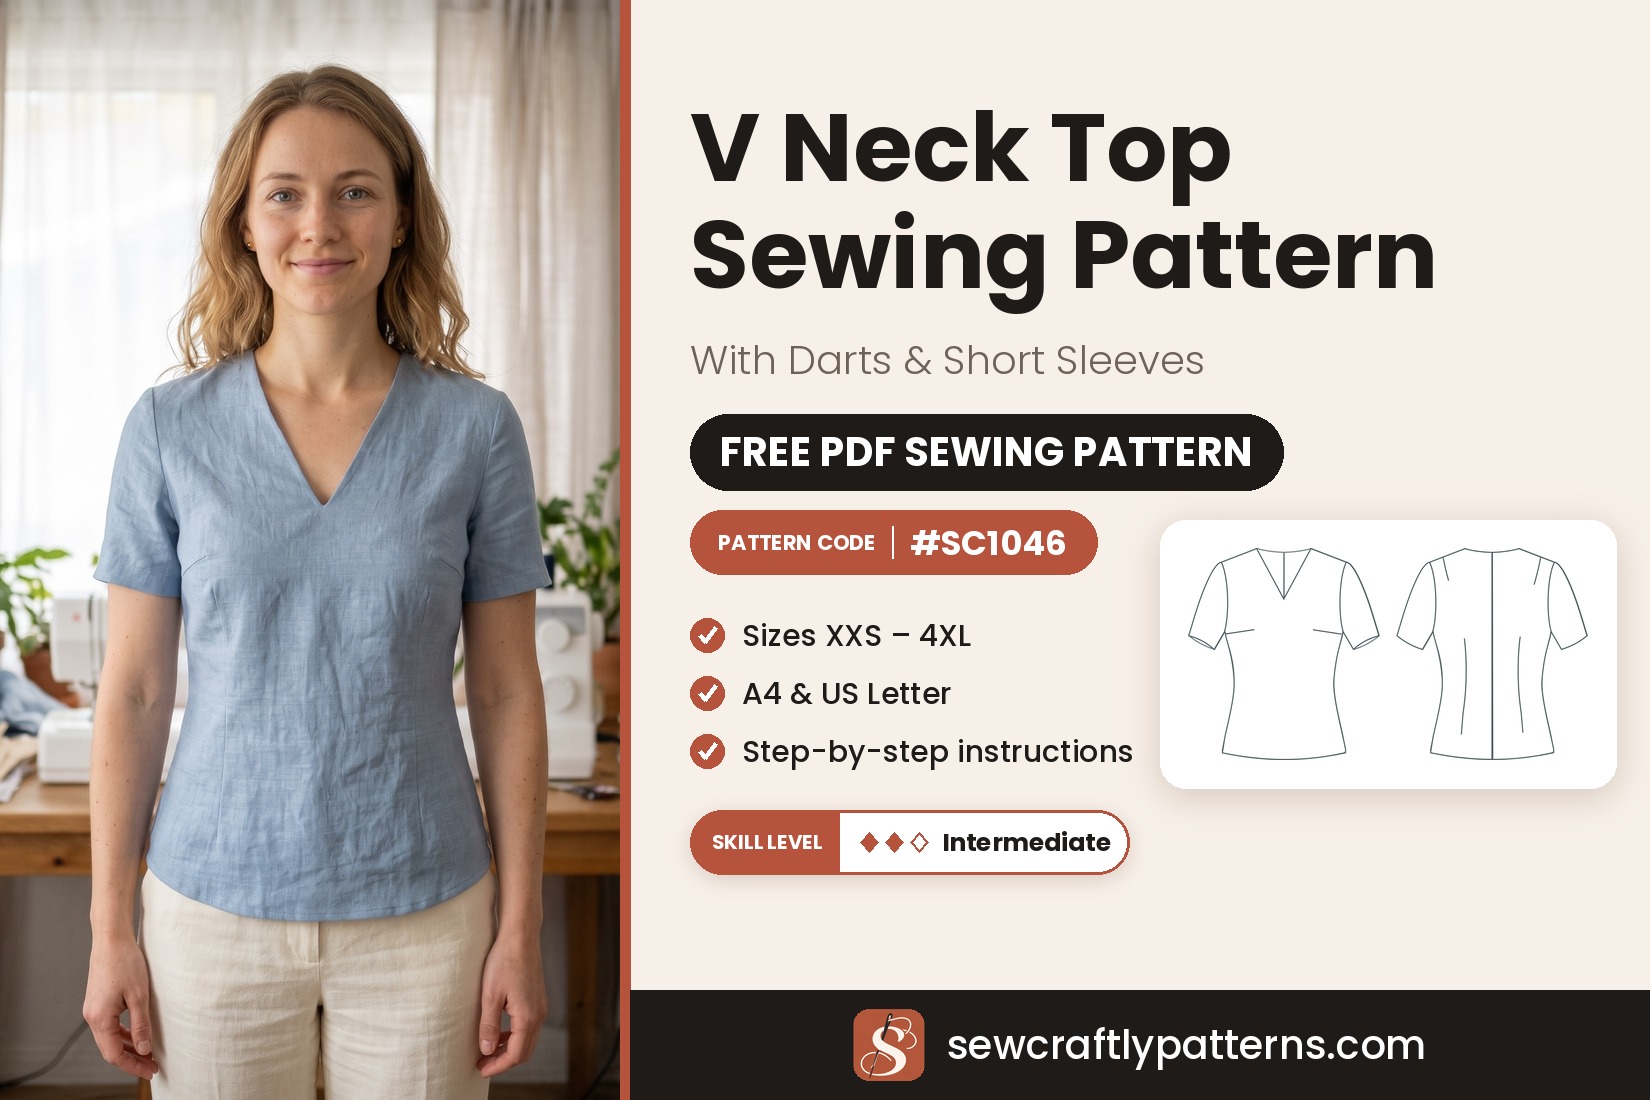 V Neck Top
Sewing Pattern
With Darts & Short Sleeves
FREE PDF SEWING PATTERN
PATTERN CODE | #SC1046
Sizes XXS – 4XL
A4 & US Letter
Step-by-step instructions
SKILL LEVEL Intermediate
S sewcraftlypatterns.com